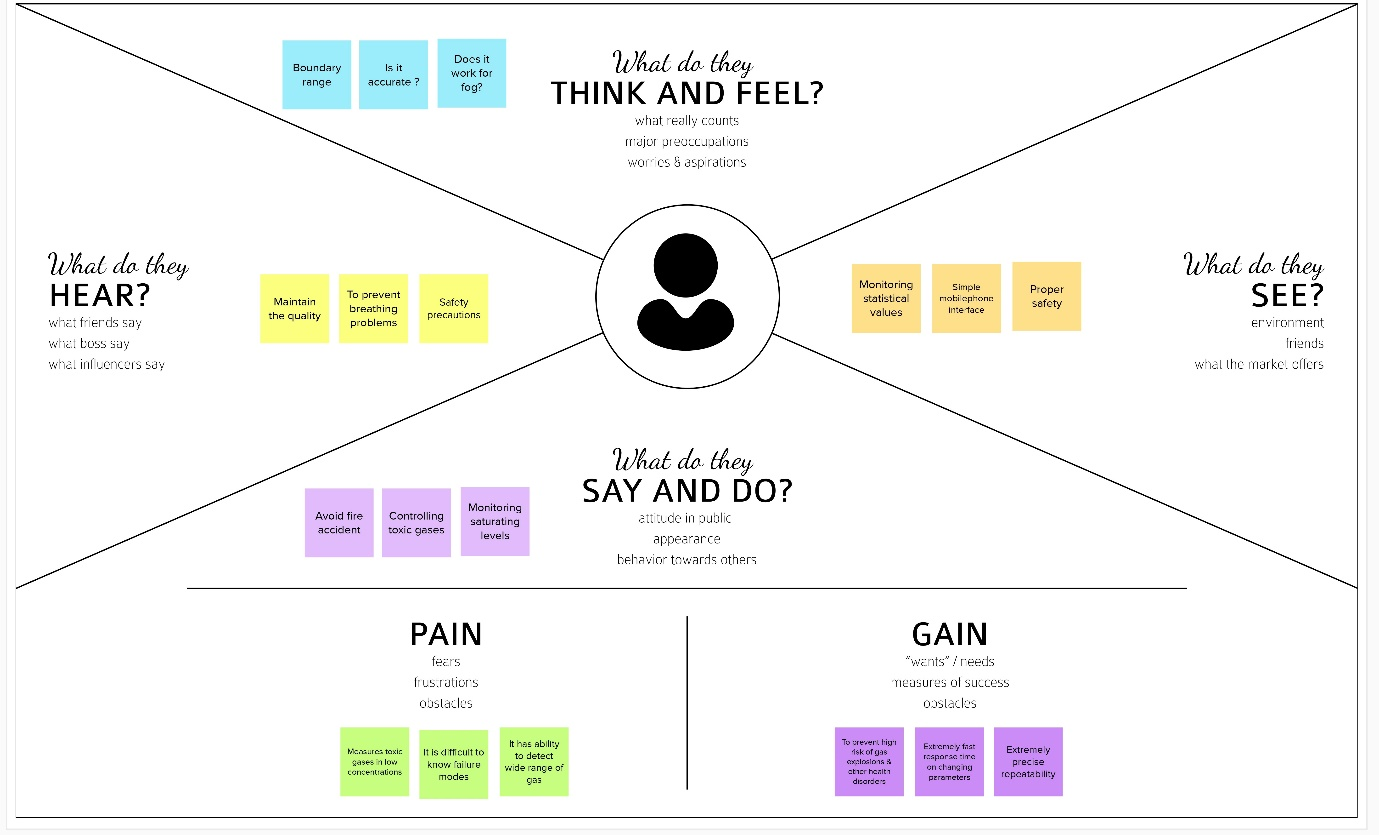 Boundary
range
Is it
accurate ?
Does it
work for
fog?
What do they
THINK AND FEEL?
what really counts
major preoccupations
worries & aspirations
What do they
HEAR?
what friends say
what boss say
what influencers say
Maintain
the quality
To prevent
breathing
problems
Safety
precautions
Monitoring
statistical
values
Simple
mobilephone
interface
Proper
safety
What do they
SEE?
environment
friends
what the market offers
What do they
SAY AND DO?
attitude in public
appearance
behavior towards others
Avoid fire
accident
Controlling
toxic gases
Monitoring
saturating
levels
PAIN
fears
frustrations
obstacles
Measures toxic
gases in low
concentrations
It is difficult to
know failure
modes
It has ability
to detect
wide range of
gas
GAIN
"wants" / needs
measures of success
obstacles
To prevent high
risk of gas
explosions &
other health
disorders
Extremely fast
response time
on changing
parameters
Extremely
precise
repeatability